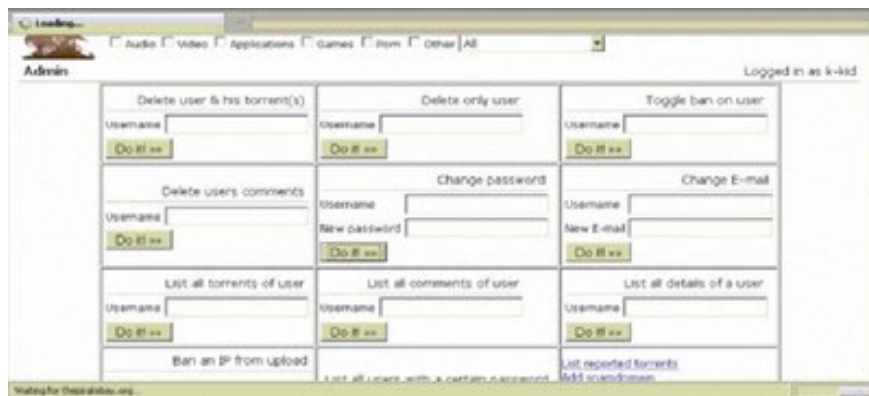 Loading...
Audio Video Applications Games Porn Other All
Admin
Logged in as k-kid
Delete user & his torrent(s)
Username
Do it! »»
Delete only user
Username
Do it! »»
Toggle ban on user
Username
Do it! »»
Delete users comments
Username
Do it! »»
Change password
Username
New password
Do it! »»
Change E-mail
Username
New E-mail
Do it! »»
List all torrents of user
Username
Do it! »»
List all comments of user
Username
Do it! »»
List all details of a user
Username
Do it! »»
Ban an IP from upload
List all users with a certain password
List reported torrents
Add spamdomain
Waiting for thepiratebay.org...